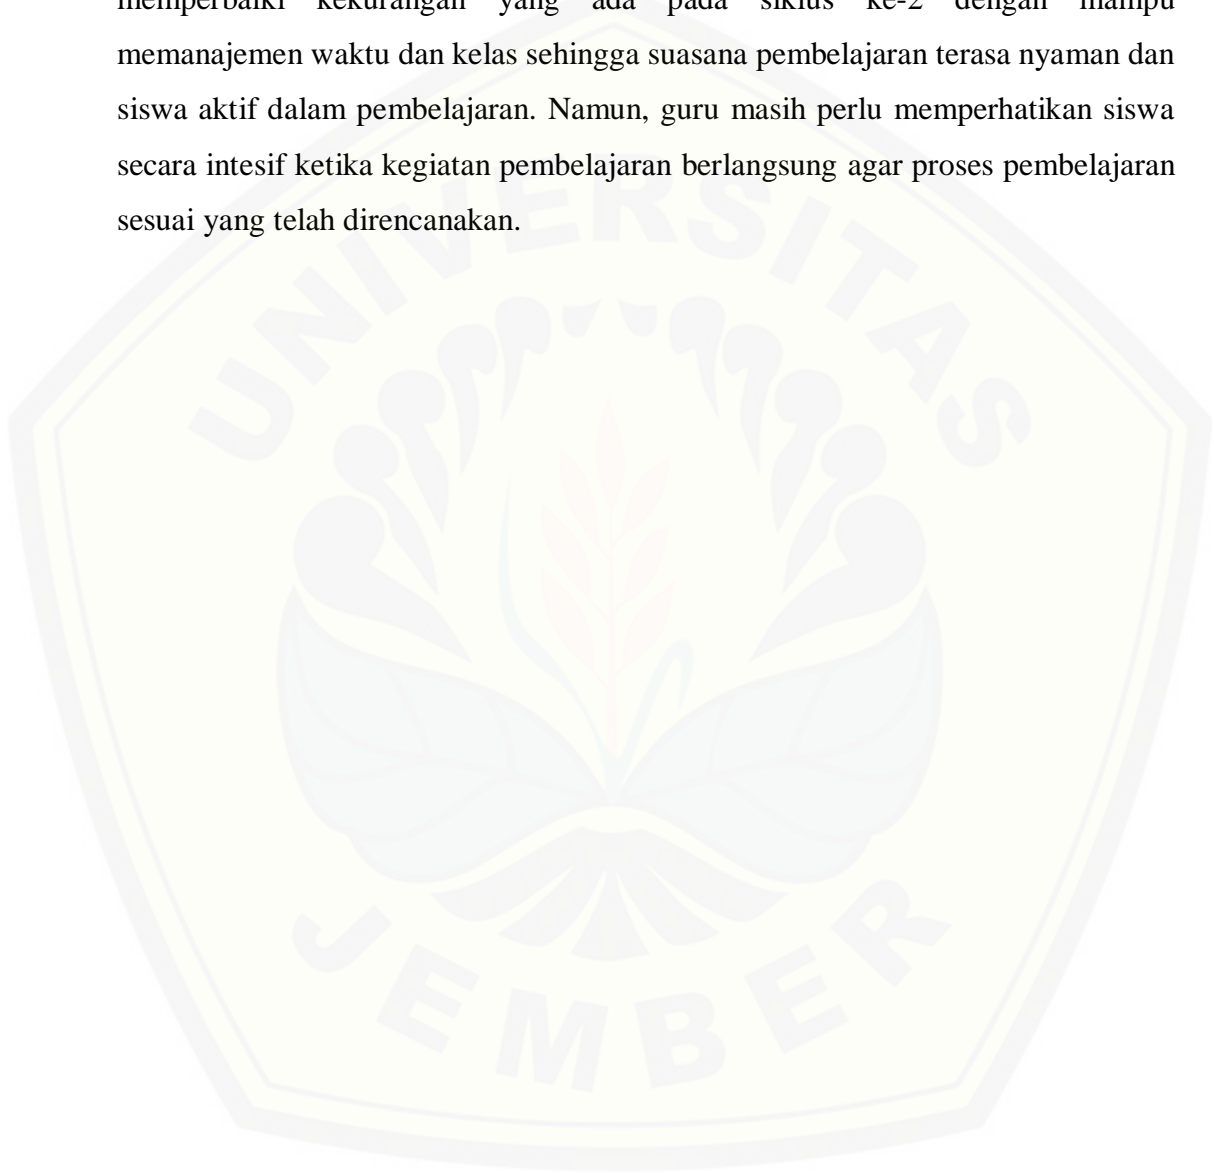 memperbaiki kekurangan yang ada pada siklus ke-2 dengan mampu
memanajemen waktu dan kelas sehingga suasana pembelajaran terasa nyaman dan
siswa aktif dalam pembelajaran. Namun, guru masih perlu memperhatikan siswa
secara intesif ketika kegiatan pembelajaran berlangsung agar proses pembelajaran
sesuai yang telah direncanakan.
UNIVERSITAS
JEMBER